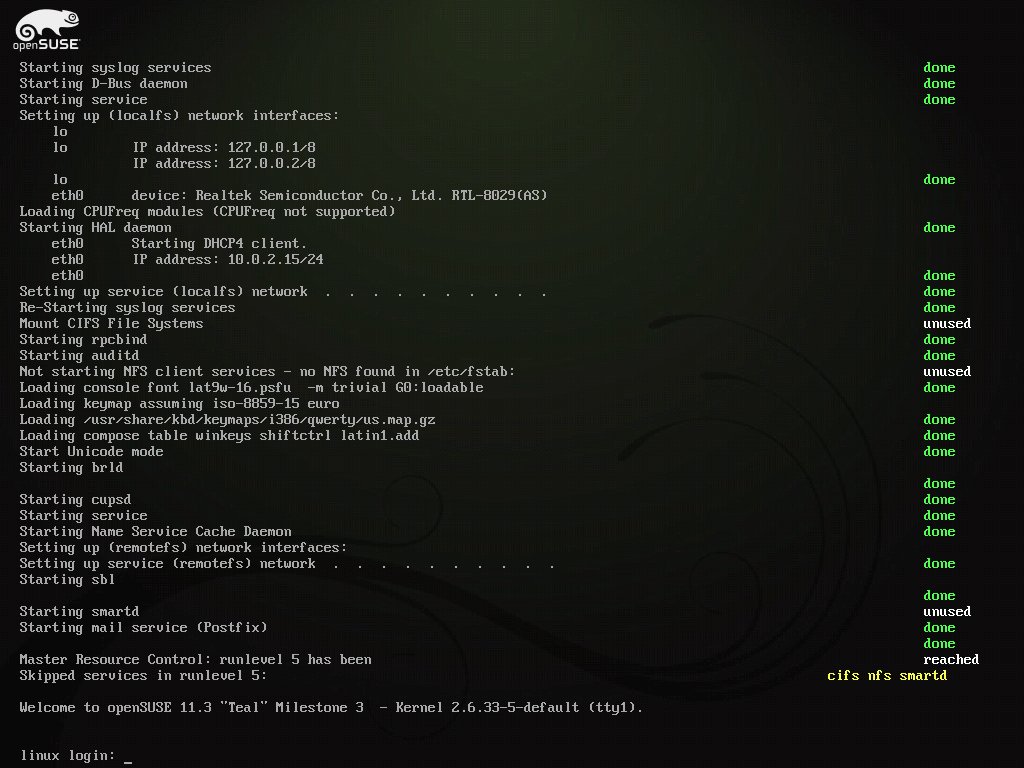 openSUSE
Starting syslog services done
Starting D-Bus daemon done
Starting service done
Setting up (localfs) network interfaces:
lo
lo IP address: 127.0.0.1/8
IP address: 127.0.0.2/8
lo done
eth0 device: Realtek Semiconductor Co., Ltd. RTL-8029(AS)
Loading CPUFreq modules (CPUFreq not supported)
Starting HAL daemon done
eth0 Starting DHCP4 client.
eth0 IP address: 10.0.2.15/24
eth0 done
Setting up service (localfs) network . . . . . . . . . . done
Re-Starting syslog services done
Mount CIFS File Systems unused
Starting rpcbind done
Starting auditd done
Not starting NFS client services - no NFS found in /etc/fstab: unused
Loading console font lat9w-16.psfu -m trivial G0:loadable done
Loading keymap assuming iso-8859-15 euro
Loading /usr/share/kbd/keymaps/i386/qwerty/us.map.gz done
Loading compose table winkeys shiftctrl latin1.add done
Start Unicode mode done
Starting brld
done
Starting cupsd done
Starting service done
Starting Name Service Cache Daemon done
Setting up (remotefs) network interfaces:
Setting up service (remotefs) network . . . . . . . . . . done
Starting sbl
done
Starting smartd unused
Starting mail service (Postfix) done
done
Master Resource Control: runlevel 5 has been reached
Skipped services in runlevel 5: cifs nfs smartd
Welcome to openSUSE 11.3 "Teal" Milestone 3 - Kernel 2.6.33-5-default (tty1).
linux login: _